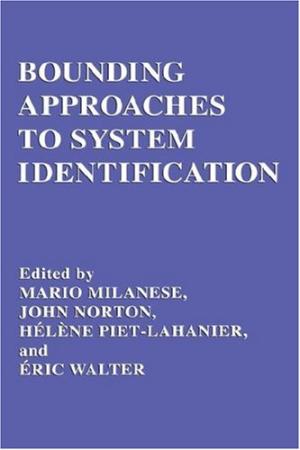 BOUNDING
APPROACHES
TO SYSTEM
IDENTIFICATION
Edited by
MARIO MILANESE,
JOHN NORTON,
HÉLÈNE PIET-LAHANIER,
and
ÉRIC WALTER